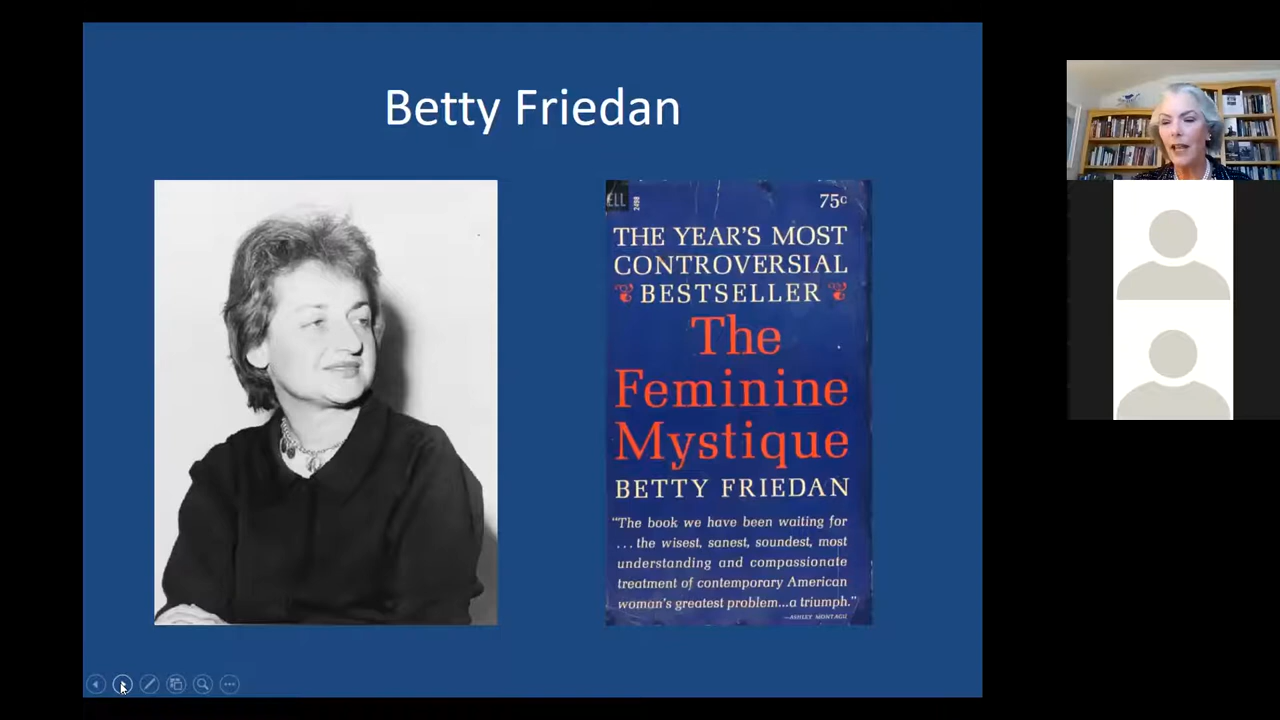 Betty Friedan
ELL
2498
75c
THE YEAR'S MOST
CONTROVERSIAL
BESTSELLER
The
Feminine
Mystique
BETTY FRIEDAN
"The book we have been waiting for
...the wisest, sanest, soundest, most
understanding and compassionate
treatment of contemporary American
woman's greatest problem...a triumph."
—ASHLEY MONTAGU